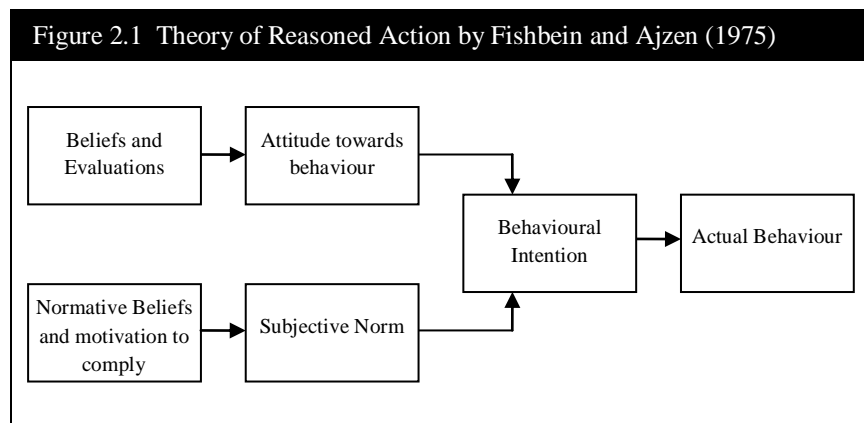 Figure 2.1  Theory of Reasoned Action by Fishbein and Ajzen (1975)
Beliefs and
Evaluations
Attitude towards
behaviour
Behavioural
Intention
Actual Behaviour
Normative Beliefs
and motivation to
comply
Subjective Norm